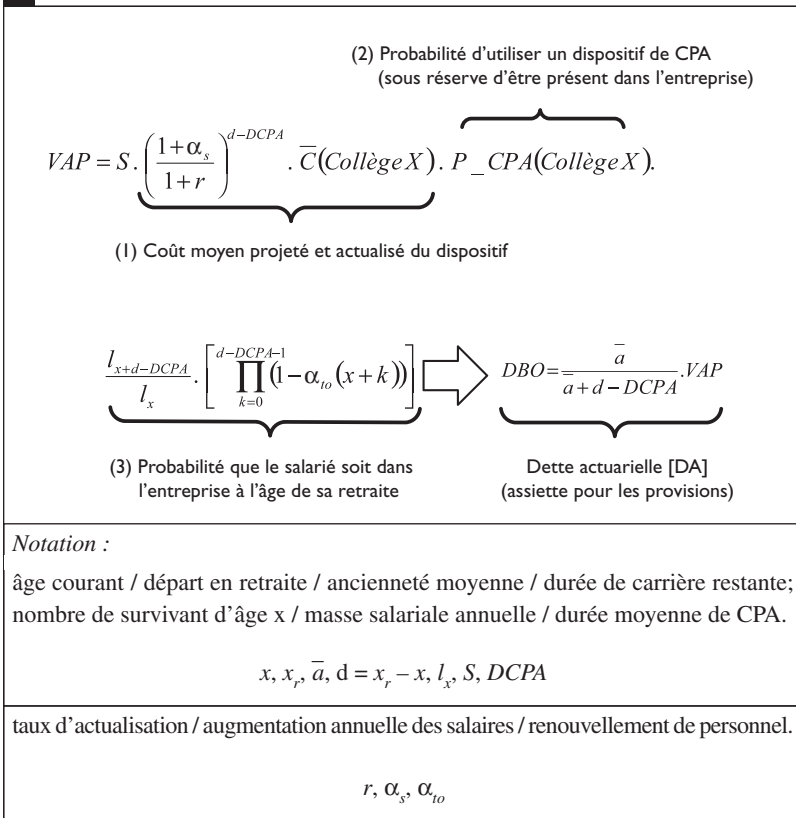 (2) Probabilité d'utiliser un dispositif de CPA
(sous réserve d'être présent dans l'entreprise)
VAP = S . ( (1+α_s) / (1+r) )^{d–DCPA} . C̅(Collège X) . P_CPA(Collège X).
(1) Coût moyen projeté et actualisé du dispositif
l_{x+d–DCPA} / l_x . [ ∏_{k=0}^{d–DCPA–1} (1–α_{to}(x+k)) ] ⇨ DBO = a̅ / (a̅+d–DCPA) .VAP
(3) Probabilité que le salarié soit dans
l'entreprise à l'âge de sa retraite
Dette actuarielle [DA]
(assiette pour les provisions)
Notation :
âge courant / départ en retraite / ancienneté moyenne / durée de carrière restante;
nombre de survivant d'âge x / masse salariale annuelle / durée moyenne de CPA.
x, x_r, a̅, d = x_r – x, l_x, S, DCPA
taux d'actualisation / augmentation annuelle des salaires / renouvellement de personnel.
r, α_s, α_{to}